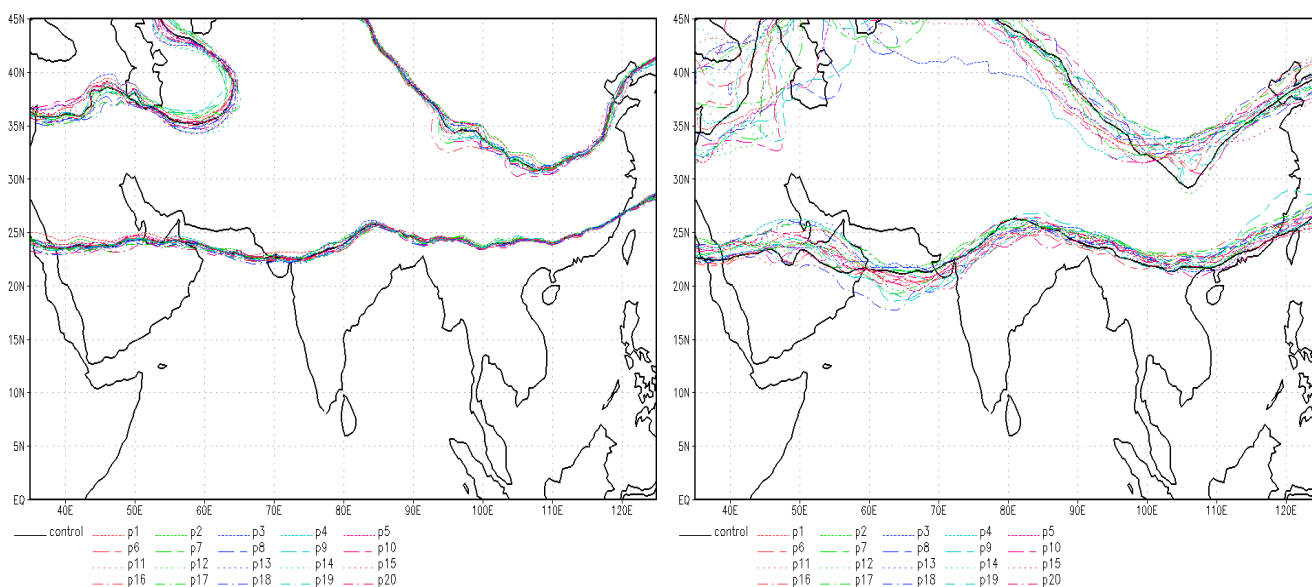 45N
40N
35N
30N
25N
20N
15N
10N
5N
EQ
40E 50E 60E 70E 80E 90E 100E 110E 120E
control p1 p2 p3 p4 p5
p6 p7 p8 p9 p10
p11 p12 p13 p14 p15
p16 p17 p18 p19 p20
45N
40N
35N
30N
25N
20N
15N
10N
5N
EQ
40E 50E 60E 70E 80E 90E 100E 110E 120E
control p1 p2 p3 p4 p5
p6 p7 p8 p9 p10
p11 p12 p13 p14 p15
p16 p17 p18 p19 p20